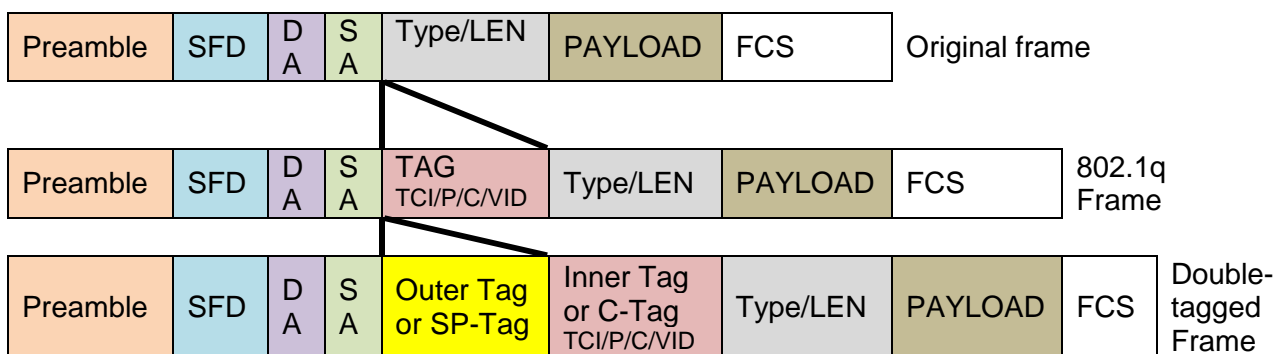 Preamble SFD D A S A Type/LEN PAYLOAD FCS Original frame
Preamble SFD D A S A TAG TCI/P/C/VID Type/LEN PAYLOAD FCS 802.1q Frame
Preamble SFD D A S A Outer Tag or SP-Tag Inner Tag or C-Tag TCI/P/C/VID Type/LEN PAYLOAD FCS Double-tagged Frame